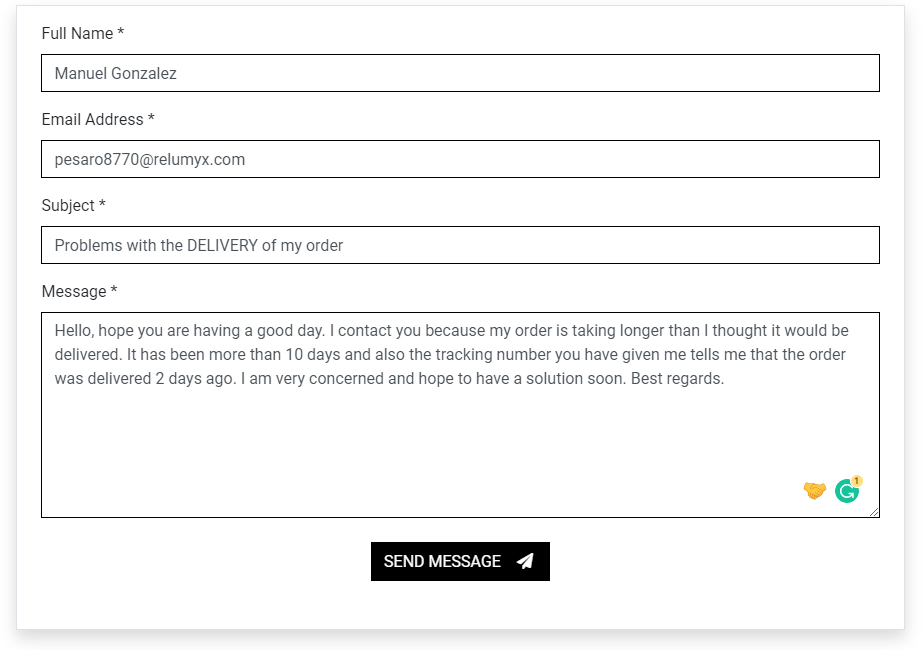 Full Name *
Manuel Gonzalez
Email Address *
pesaro8770@relumyx.com
Subject *
Problems with the DELIVERY of my order
Message *
Hello, hope you are having a good day. I contact you because my order is taking longer than I thought it would be
delivered. It has been more than 10 days and also the tracking number you have given me tells me that the order
was delivered 2 days ago. I am very concerned and hope to have a solution soon. Best regards.
1
SEND MESSAGE